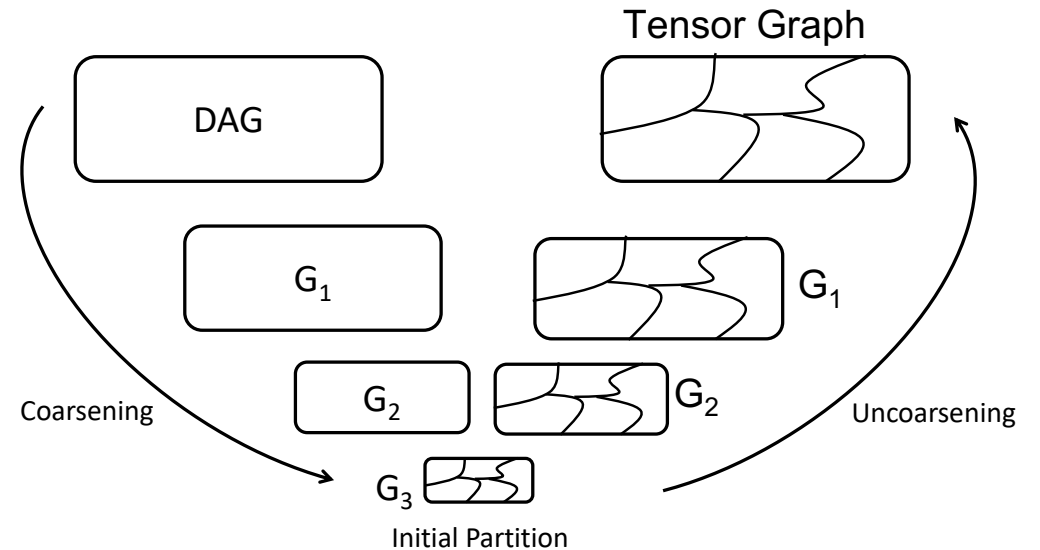 Tensor Graph
DAG
G₁
G₁
G₂
G₂
Coarsening
Uncoarsening
G₃
Initial Partition